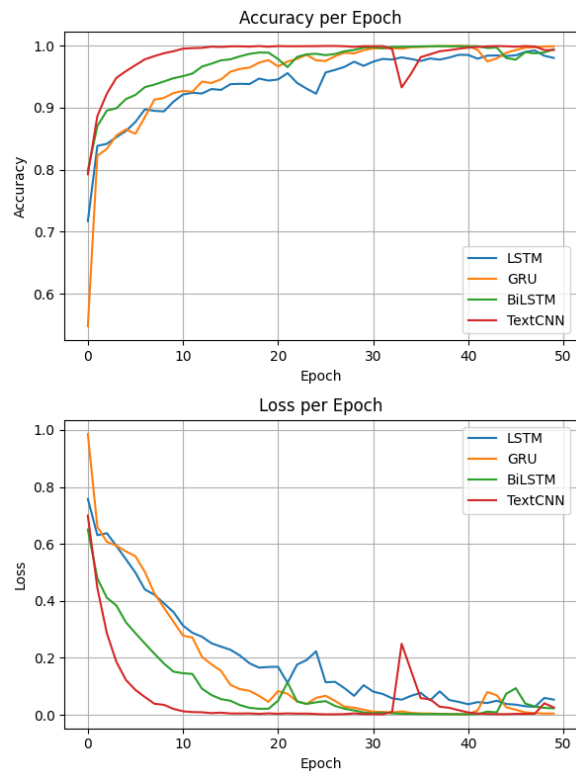 Accuracy per Epoch
1.0
0.9
0.8
0.7
0.6
Accuracy
LSTM
GRU
BiLSTM
TextCNN
0 10 20 30 40 50
Epoch
Loss per Epoch
1.0
0.8
0.6
0.4
0.2
0.0
Loss
LSTM
GRU
BiLSTM
TextCNN
0 10 20 30 40 50
Epoch